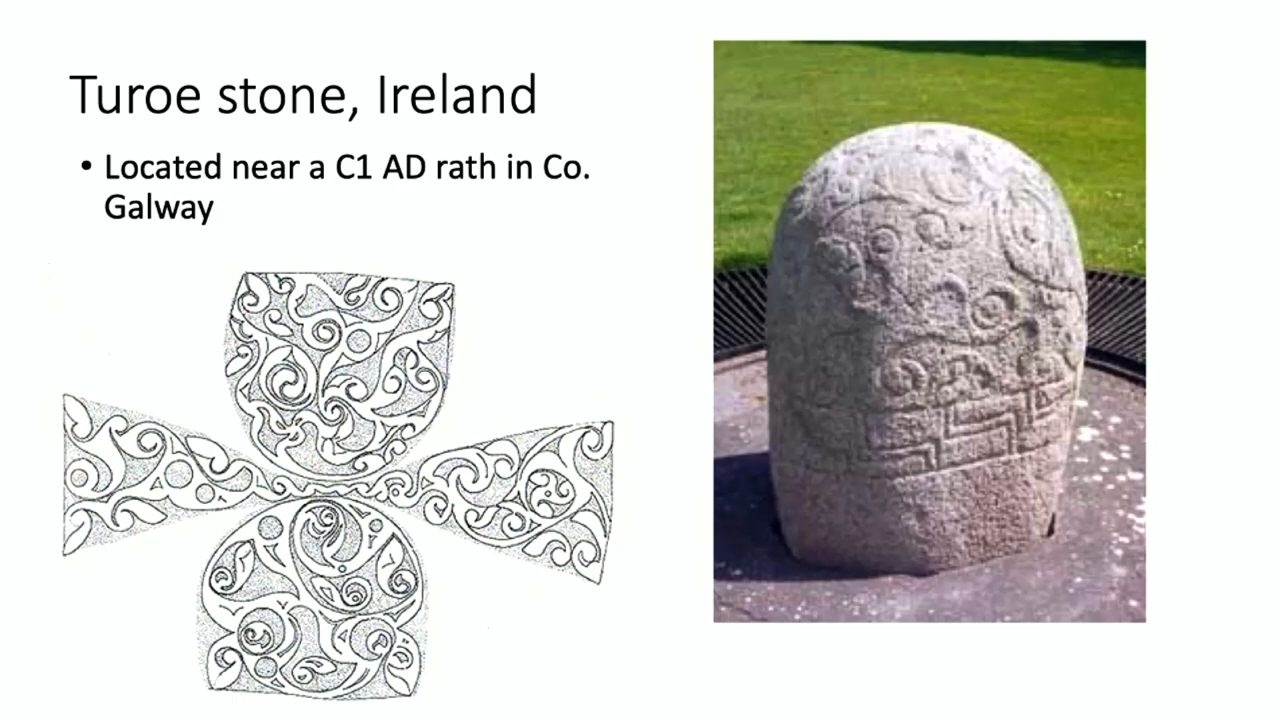 Turoe stone, Ireland
• Located near a C1 AD rath in Co.
Galway